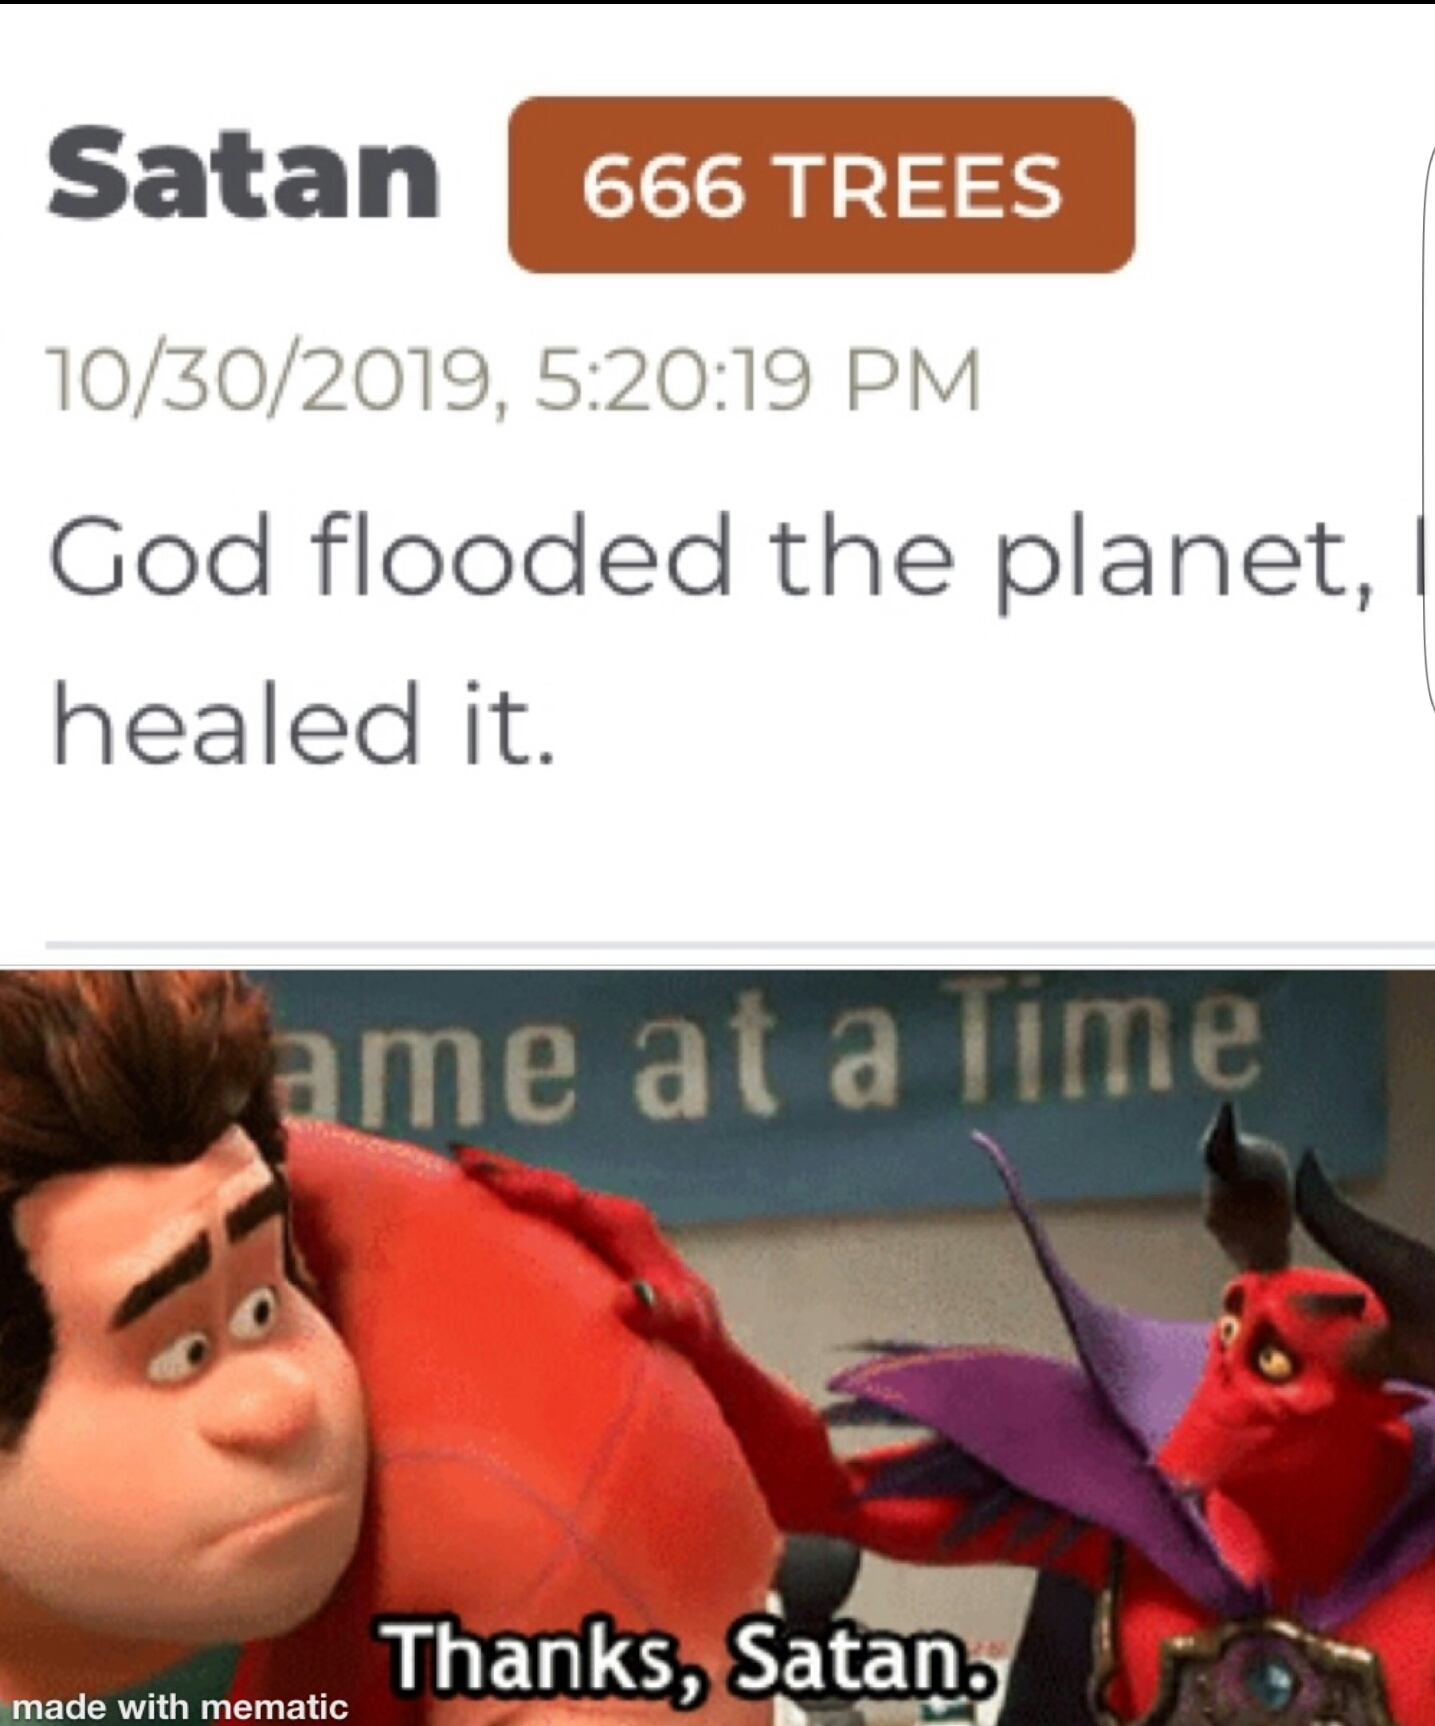 Satan 666 TREES
10/30/2019, 5:20:19 PM
God flooded the planet, I
healed it.
ame at a Time
Thanks, Satan.
made with mematic